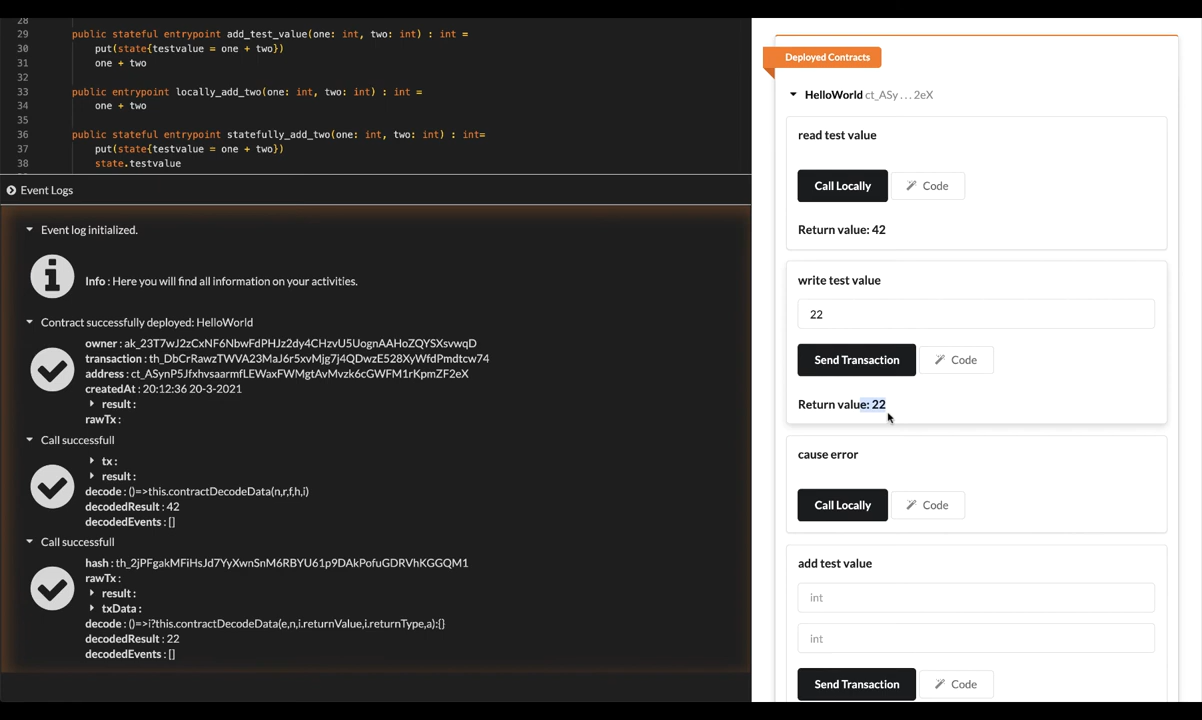 28
29 public stateful entrypoint add_test_value(one: int, two: int) : int =
30 put(state{testvalue = one + two})
31 one + two
32
33 public entrypoint locally_add_two(one: int, two: int) : int =
34 one + two
35
36 public stateful entrypoint statefully_add_two(one: int, two: int) : int=
37 put(state{testvalue = one + two})
38 state.testvalue
Event Logs
Event log initialized.
Info : Here you will find all information on your activities.
Contract successfully deployed: HelloWorld
owner : ak_23T7wJ2zCxNF6NbwFdPHJz2dy4CHzvU5UognAAHoZQYSXsvwqD
transaction : th_DbCrRawzTWVA23MaJ6r5xvMjg7j4QDwzE528XyWfdPmdtcw74
address : ct_ASynP5JfxhvsaarmfLEWaxFWMgtAvMvzk6cGWFM1rKpmZF2eX
createdAt : 20:12:36 20-3-2021
result :
rawTx :
Call successfull
tx :
result :
decode : ()=>this.contractDecodeData(n,r,f,h,i)
decodedResult : 42
decodedEvents : []
Call successfull
hash : th_2jPFgakMFiHsJd7YyXwnSnM6RBYU61p9DAkPofuGDRVhKGGQM1
rawTx :
result :
txData :
decode : ()=>i?this.contractDecodeData(e,n,i.returnValue,i.returnType,a):{}
decodedResult : 22
decodedEvents : []
Deployed Contracts
HelloWorld ct_ASy . . . 2eX
read test value
Call Locally Code
Return value: 42
write test value
22
Send Transaction Code
Return value: 22
cause error
Call Locally Code
add test value
int
int
Send Transaction Code